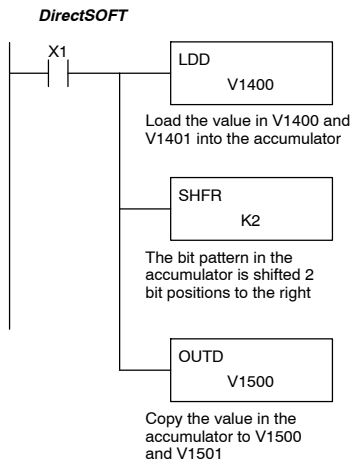 DirectSOFT
X1
LDD
V1400
Load the value in V1400 and
V1401 into the accumulator
SHFR
K2
The bit pattern in the
accumulator is shifted 2
bit positions to the right
OUTD
V1500
Copy the value in the
accumulator to V1500
and V1501